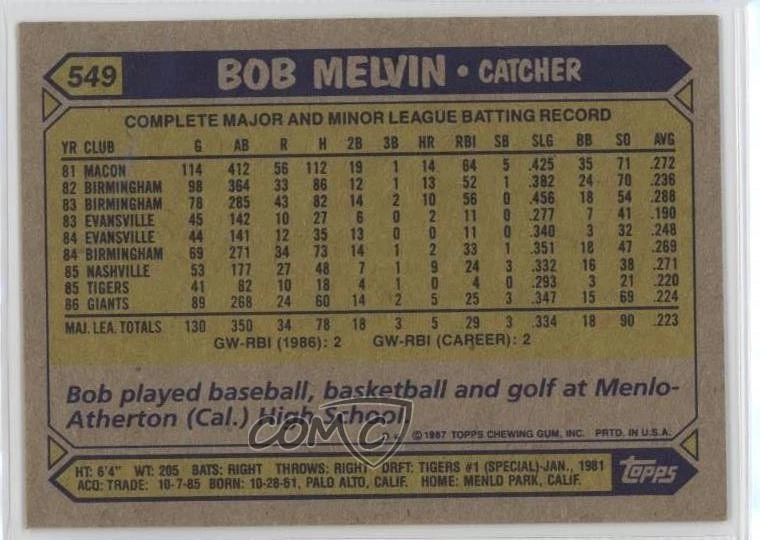 549 BOB MELVIN • CATCHER
COMPLETE MAJOR AND MINOR LEAGUE BATTING RECORD
YR CLUB G AB R H 2B 3B HR RBI SB SLG BB SO AVG
81 MACON 114 412 56 112 19 1 14 64 5 .425 35 71 .272
82 BIRMINGHAM 98 364 33 86 12 1 13 52 1 .382 24 70 .236
83 BIRMINGHAM 78 285 43 82 14 2 10 56 0 .456 18 54 .288
83 EVANSVILLE 45 142 10 27 6 0 2 11 0 .277 7 41 .190
84 EVANSVILLE 44 141 12 35 13 0 0 11 0 .340 3 32 .248
84 BIRMINGHAM 69 271 34 73 14 1 2 33 1 .351 18 47 .269
85 NASHVILLE 53 177 27 48 7 1 9 24 3 .332 16 38 .271
85 TIGERS 41 82 10 18 4 1 0 4 0 .293 3 21 .220
86 GIANTS 89 268 24 60 14 2 5 25 3 .347 15 69 .224
MAJ. LEA. TOTALS 130 350 34 78 18 3 5 29 3 .334 18 90 .223
GW-RBI (1986): 2 GW-RBI (CAREER): 2
Bob played baseball, basketball and golf at Menlo-
Atherton (Cal.) High School.
COMC
© 1987 TOPPS CHEWING GUM, INC. PRTD. IN U.S.A.
HT: 6'4" WT: 205 BATS: RIGHT THROWS: RIGHT DRFT: TIGERS #1 (SPECIAL)-JAN., 1981
ACQ: TRADE: 10-7-85 BORN: 10-28-61, PALO ALTO, CALIF. HOME: MENLO PARK, CALIF.
topps